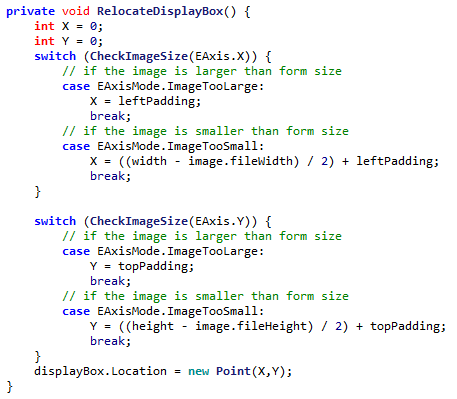 private void RelocateDisplayBox() {
    int X = 0;
    int Y = 0;
    switch (CheckImageSize(EAxis.X)) {
        // if the image is larger than form size
        case EAxisMode.ImageTooLarge:
            X = leftPadding;
            break;
        // if the image is smaller than form size
        case EAxisMode.ImageTooSmall:
            X = ((width - image.fileWidth) / 2) + leftPadding;
            break;
    }

    switch (CheckImageSize(EAxis.Y)) {
        // if the image is larger than form size
        case EAxisMode.ImageTooLarge:
            Y = topPadding;
            break;
        // if the image is smaller than form size
        case EAxisMode.ImageTooSmall:
            Y = ((height - image.fileHeight) / 2) + topPadding;
            break;
    }
    displayBox.Location = new Point(X,Y);
}